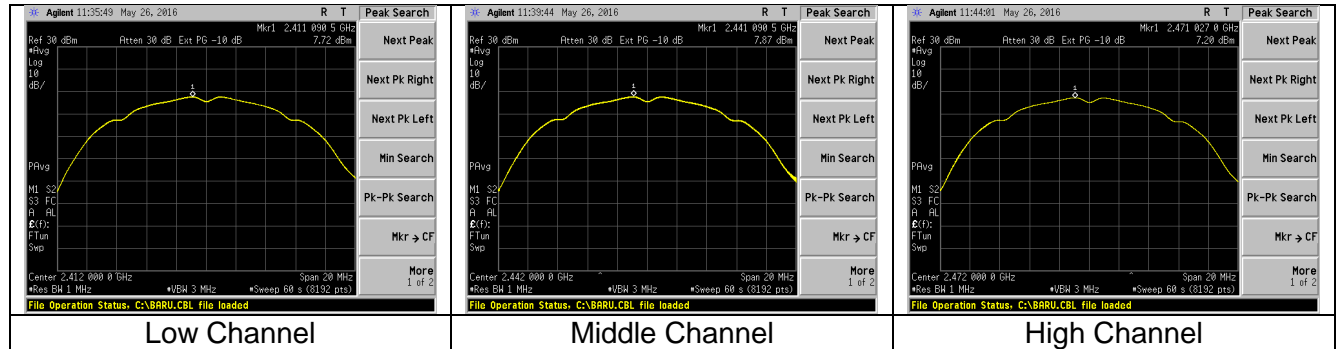 Agilent 11:35:49 May 26, 2016 R T Peak Search
Mkr1 2.411 090 5 GHz
Ref 30 dBm Atten 30 dB Ext PG -10 dB 7.72 dBm
#Avg
Log
10
dB/
1
PAvg
M1 S2
S3 FC
A AL
£(f):
FTun
Swp
Center 2.412 000 0 GHz Span 20 MHz
#Res BW 1 MHz #VBW 3 MHz #Sweep 60 s (8192 pts)
File Operation Status, C:\BARU.CBL file loaded
Next Peak
Next Pk Right
Next Pk Left
Min Search
Pk-Pk Search
Mkr → CF
More
1 of 2
Low Channel
Agilent 11:39:44 May 26, 2016 R T Peak Search
Mkr1 2.441 090 5 GHz
Ref 30 dBm Atten 30 dB Ext PG -10 dB 7.87 dBm
#Avg
Log
10
dB/
1
PAvg
M1 S2
S3 FC
A AL
£(f):
FTun
Swp
Center 2.442 000 0 GHz Span 20 MHz
#Res BW 1 MHz #VBW 3 MHz #Sweep 60 s (8192 pts)
File Operation Status, C:\BARU.CBL file loaded
Next Peak
Next Pk Right
Next Pk Left
Min Search
Pk-Pk Search
Mkr → CF
More
1 of 2
Middle Channel
Agilent 11:44:01 May 26, 2016 R T Peak Search
Mkr1 2.471 027 0 GHz
Ref 30 dBm Atten 30 dB Ext PG -10 dB 7.20 dBm
#Avg
Log
10
dB/
1
PAvg
M1 S2
S3 FC
A AL
£(f):
FTun
Swp
Center 2.472 000 0 GHz Span 20 MHz
#Res BW 1 MHz #VBW 3 MHz #Sweep 60 s (8192 pts)
File Operation Status, C:\BARU.CBL file loaded
Next Peak
Next Pk Right
Next Pk Left
Min Search
Pk-Pk Search
Mkr → CF
More
1 of 2
High Channel